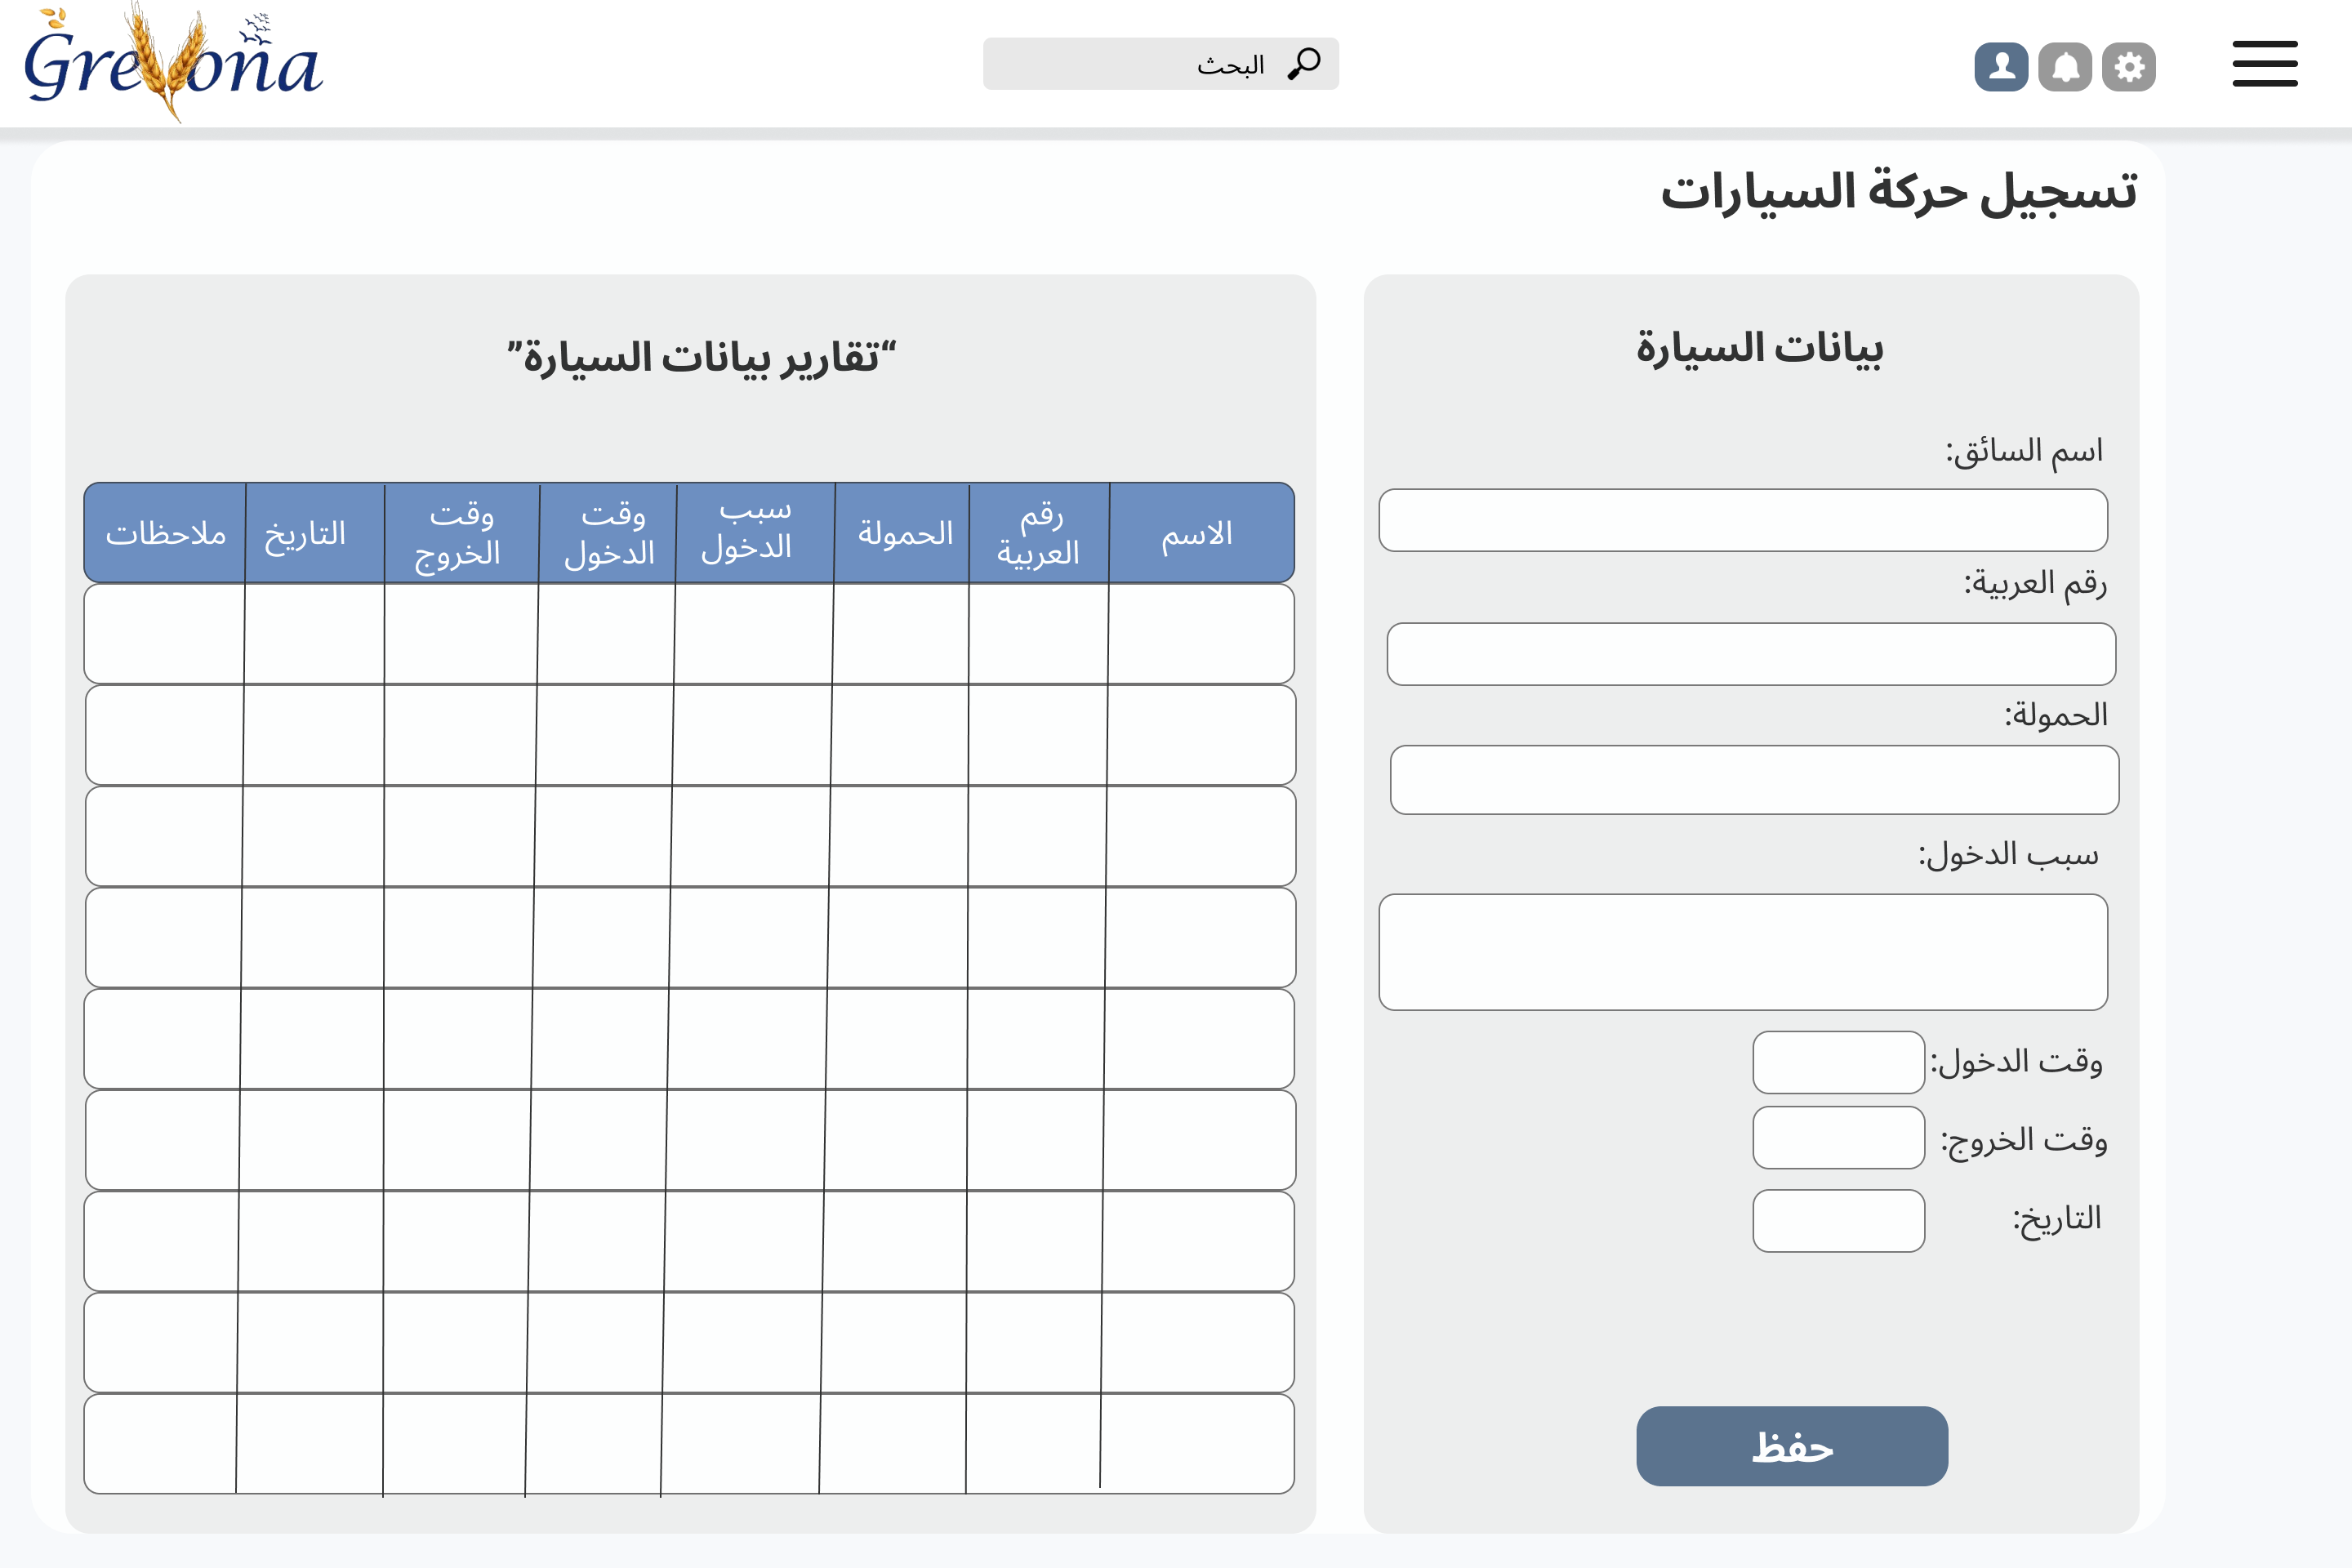 Grevona
البحث
تسجيل حركة السيارات
بيانات السيارة
اسم السائق:
رقم العربية:
الحمولة:
سبب الدخول:
وقت الدخول:
وقت الخروج:
التاريخ:
حفظ
“تقارير بيانات السيارة”
الاسم
رقم
العربية
الحمولة
سبب
الدخول
وقت
الدخول
وقت
الخروج
التاريخ
ملاحظات